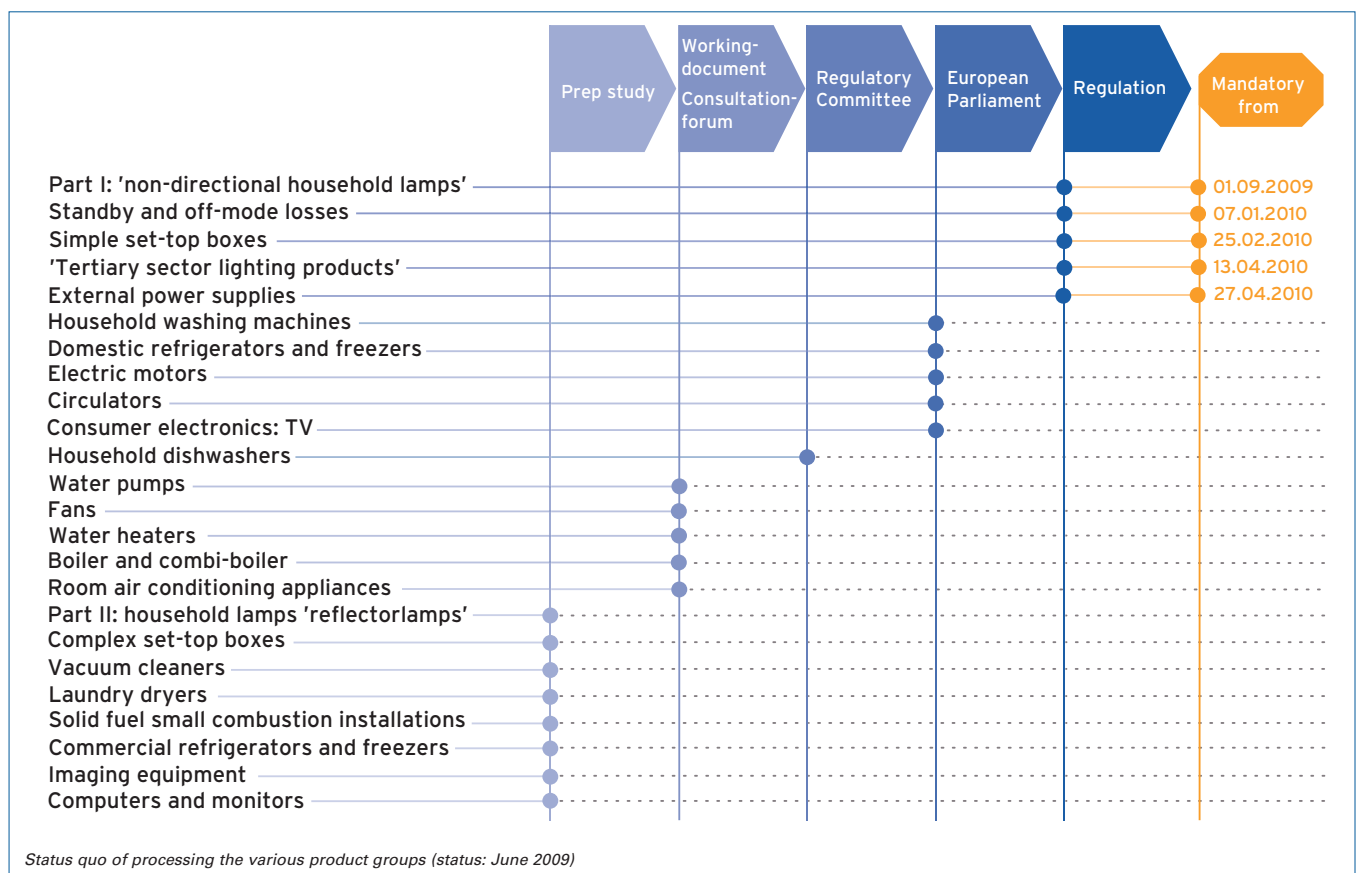 Prep study
Working-
document
Consultation-
forum
Regulatory
Committee
European
Parliament
Regulation
Mandatory
from
Part I: ’non-directional household lamps’
01.09.2009
Standby and off-mode losses
07.01.2010
Simple set-top boxes
25.02.2010
’Tertiary sector lighting products’
13.04.2010
External power supplies
27.04.2010
Household washing machines
Domestic refrigerators and freezers
Electric motors
Circulators
Consumer electronics: TV
Household dishwashers
Water pumps
Fans
Water heaters
Boiler and combi-boiler
Room air conditioning appliances
Part II: household lamps ’reflectorlamps’
Complex set-top boxes
Vacuum cleaners
Laundry dryers
Solid fuel small combustion installations
Commercial refrigerators and freezers
Imaging equipment
Computers and monitors
Status quo of processing the various product groups (status: June 2009)